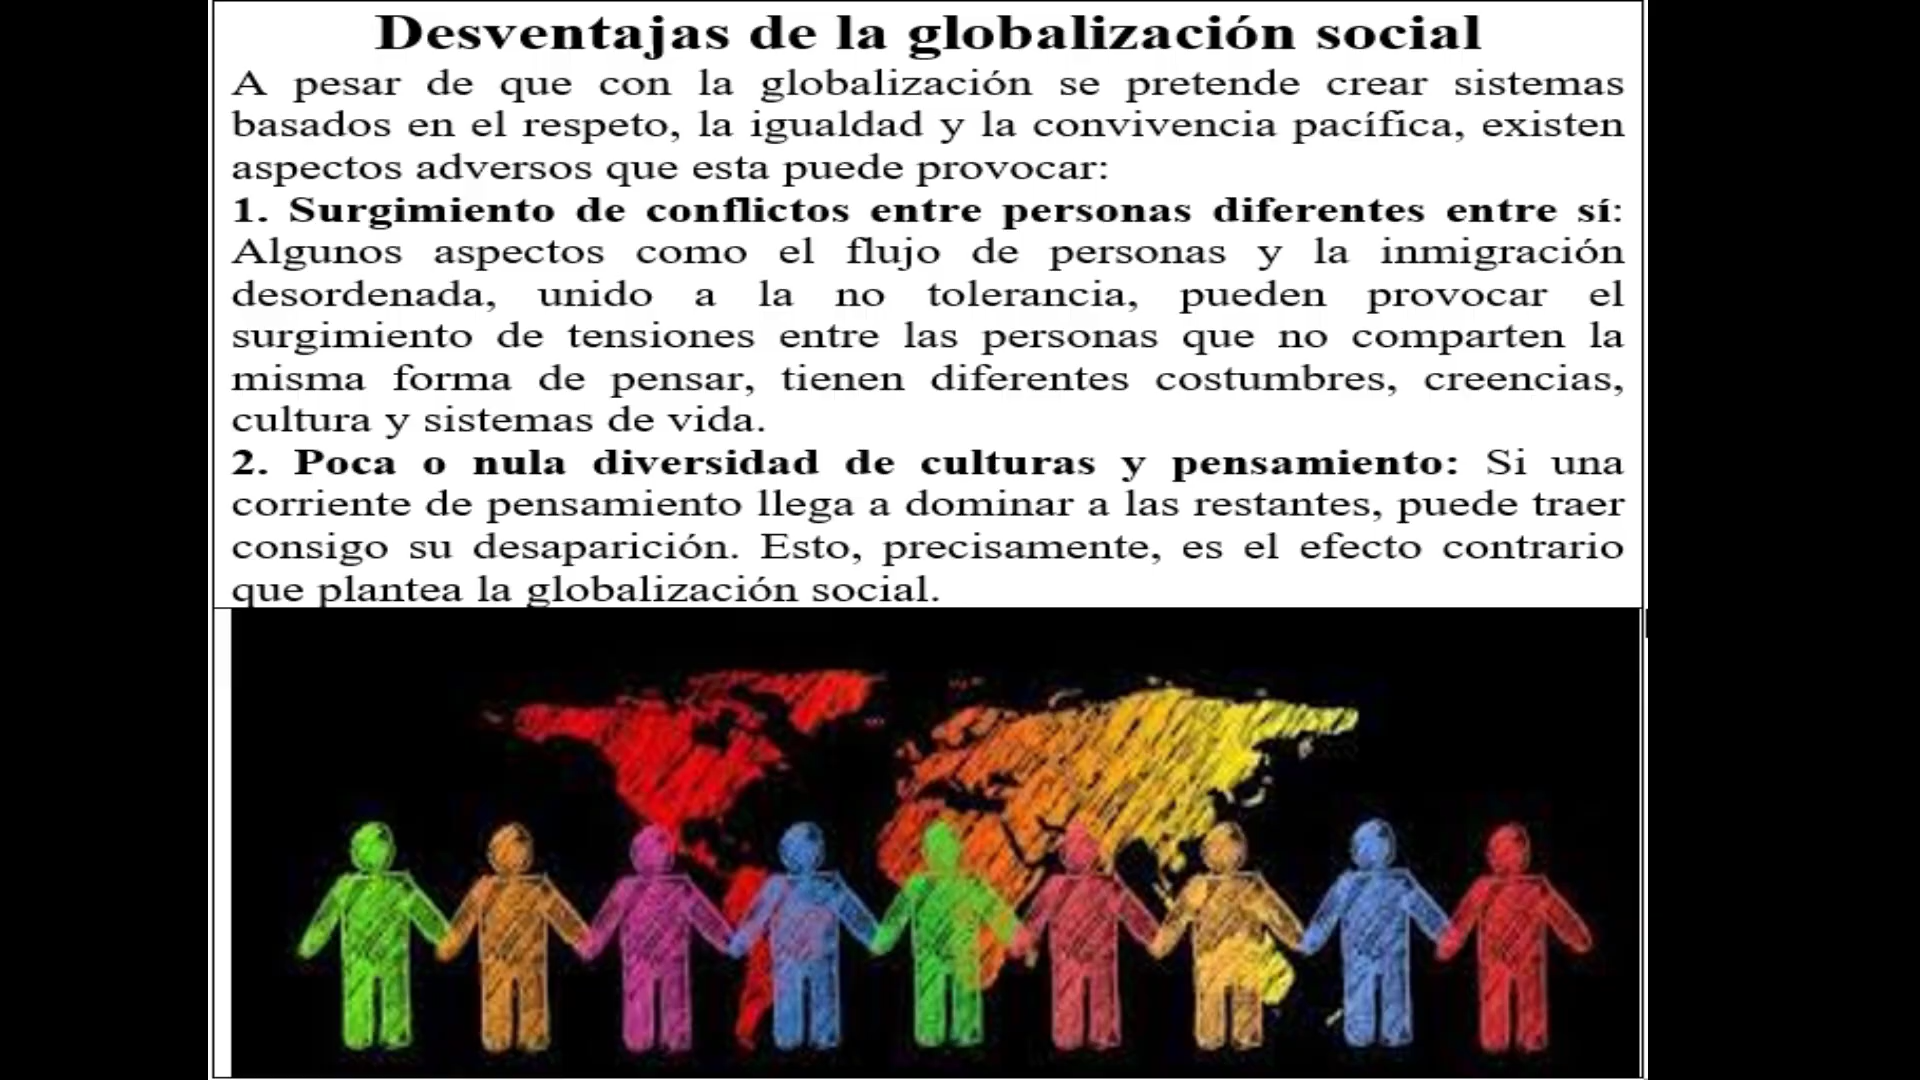 Desventajas de la globalización social
A pesar de que con la globalización se pretende crear sistemas
basados en el respeto, la igualdad y la convivencia pacífica, existen
aspectos adversos que esta puede provocar:
1. Surgimiento de conflictos entre personas diferentes entre sí:
Algunos aspectos como el flujo de personas y la inmigración
desordenada, unido a la no tolerancia, pueden provocar el
surgimiento de tensiones entre las personas que no comparten la
misma forma de pensar, tienen diferentes costumbres, creencias,
cultura y sistemas de vida.
2. Poca o nula diversidad de culturas y pensamiento: Si una
corriente de pensamiento llega a dominar a las restantes, puede traer
consigo su desaparición. Esto, precisamente, es el efecto contrario
que plantea la globalización social.